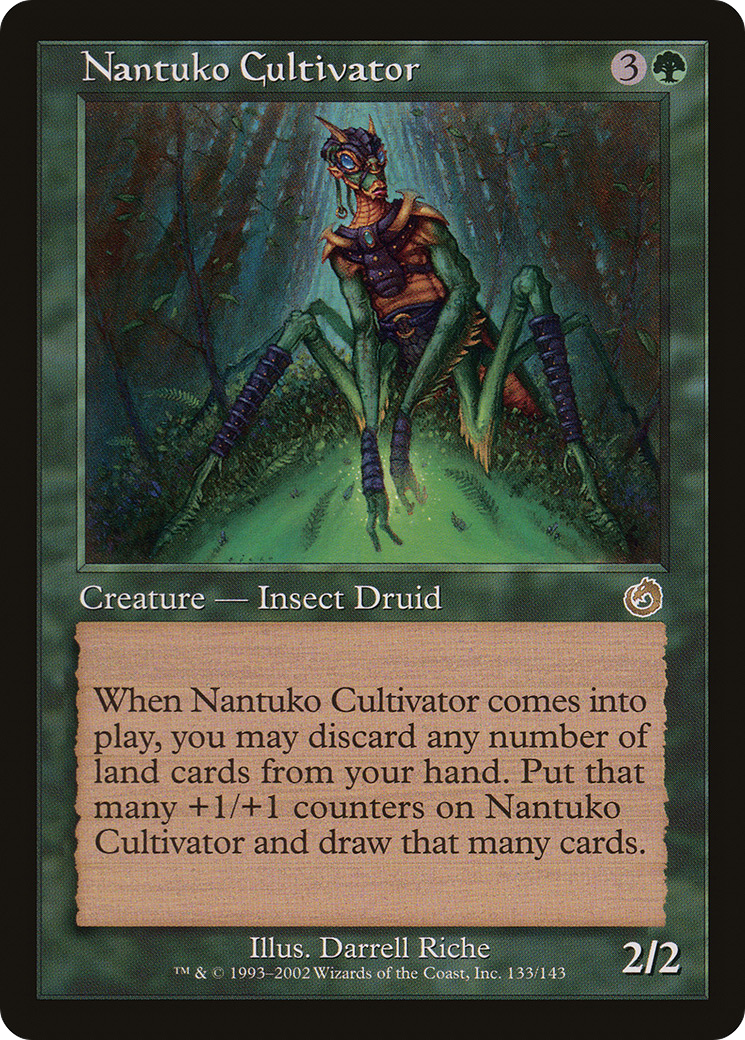 Nantuko Cultivator 3
Creature — Insect Druid
When Nantuko Cultivator comes into
play, you may discard any number of
land cards from your hand. Put that
many +1/+1 counters on Nantuko
Cultivator and draw that many cards.
Illus. Darrell Riche
™ & © 1993–2002 Wizards of the Coast, Inc. 133/143
2/2